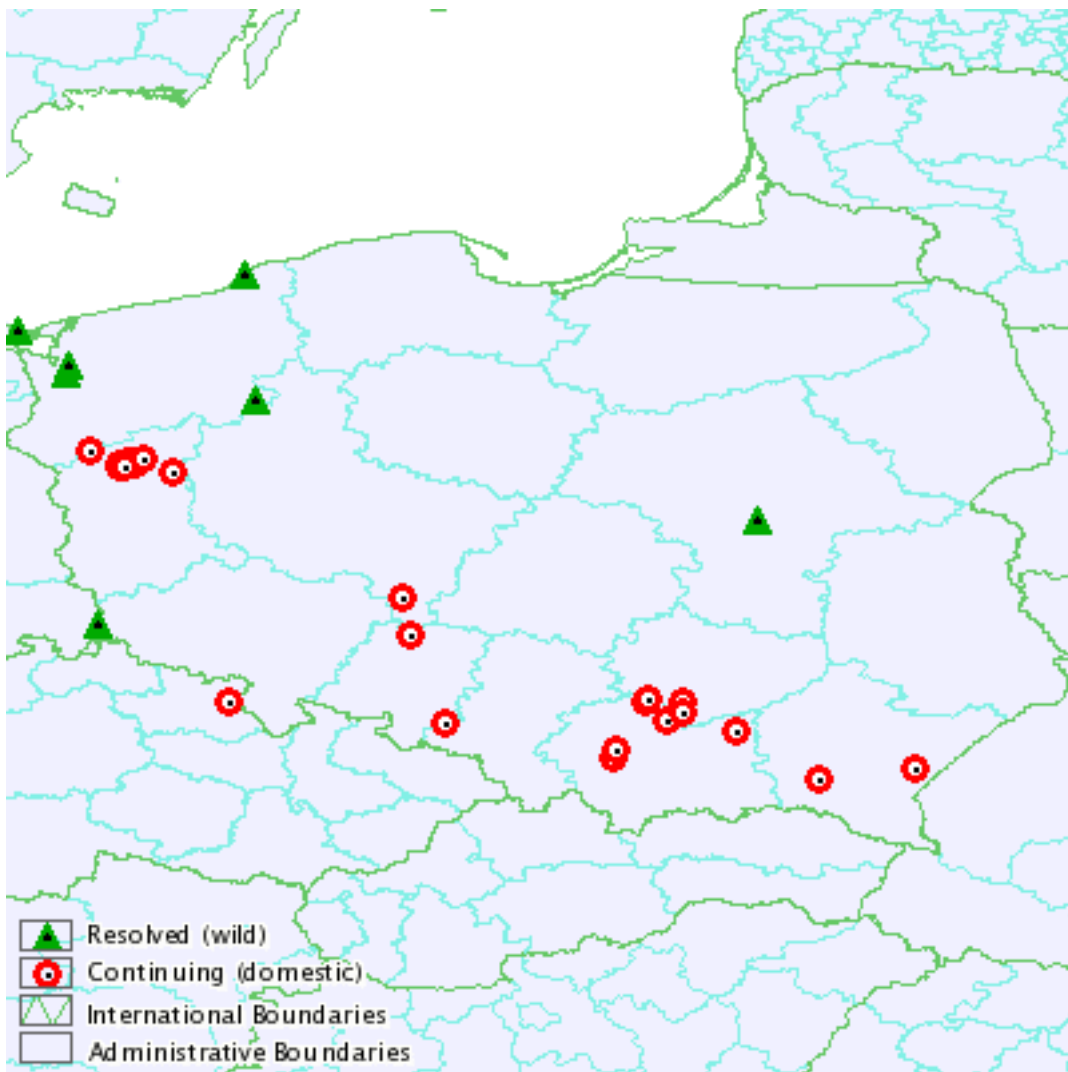 Resolved (wild)
Continuing (domestic)
International Boundaries
Administrative Boundaries